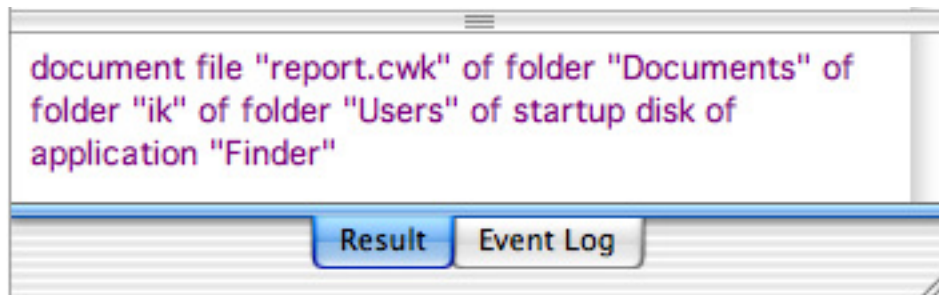 document file "report.cwk" of folder "Documents" of
folder "ik" of folder "Users" of startup disk of
application "Finder"
Result Event Log